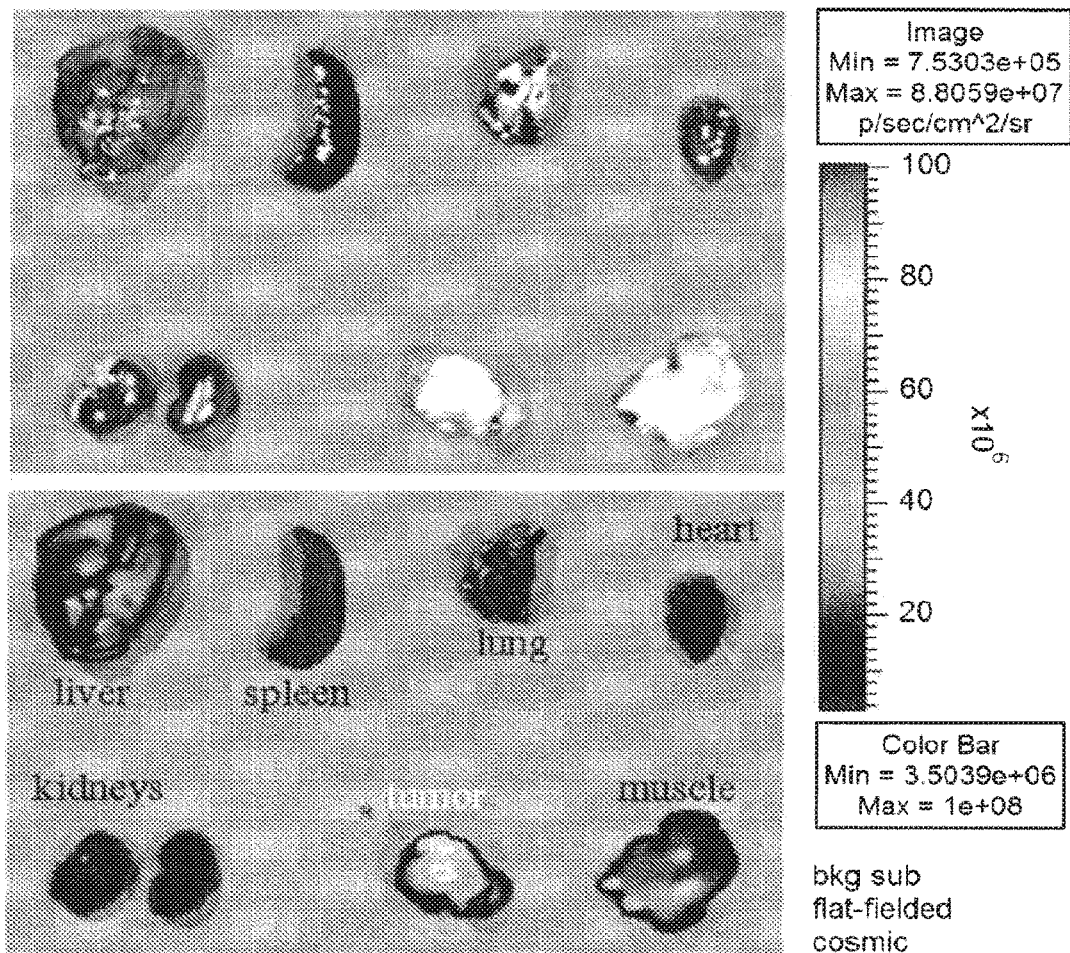 Image
Min = 7.5303e+05
Max = 8.8059e+07
p/sec/cm^2/sr
100
80
60
40
20
x10^6
heart
lung
liver
spleen
kidneys
*
tumor
muscle
Color Bar
Min = 3.5039e+06
Max = 1e+08
bkg sub
flat-fielded
cosmic